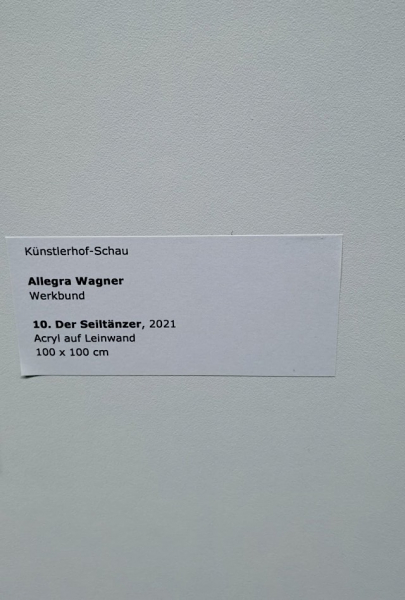 Künstlerhof-Schau
Allegra Wagner
Werkbund
10. Der Seiltänzer, 2021
Acryl auf Leinwand
100 x 100 cm